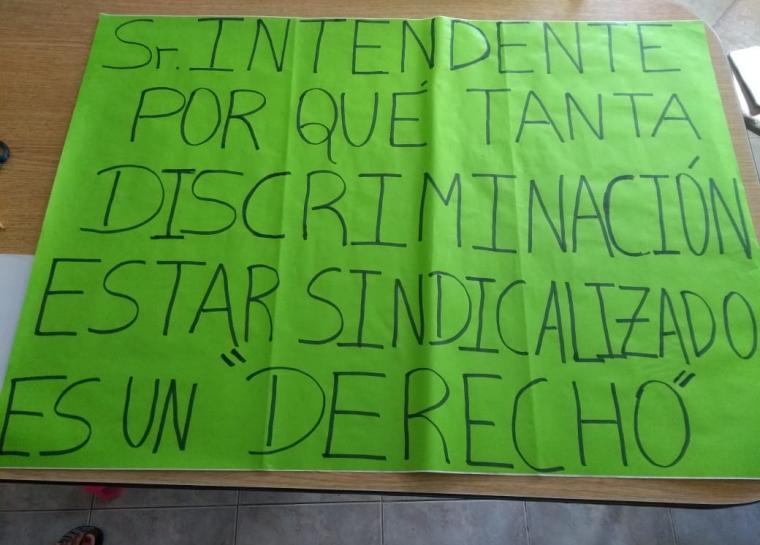 Sr. INTENDENTE
POR QUÉ TANTA
DISCRIMINACIÓN
ESTAR SINDICALIZADO
ES UN "DERECHO"